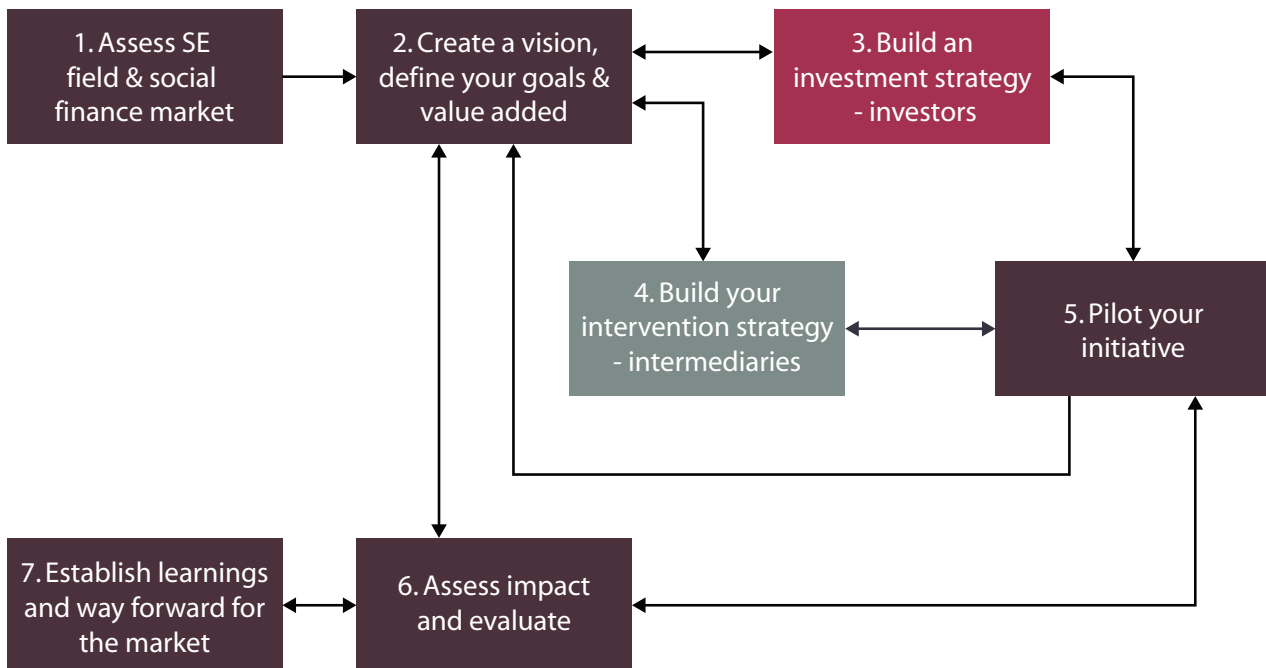 1. Assess SE
field & social
finance market
2. Create a vision,
define your goals &
value added
3. Build an
investment strategy
- investors
4. Build your
intervention strategy
- intermediaries
5. Pilot your
initiative
7. Establish learnings
and way forward for
the market
6. Assess impact
and evaluate